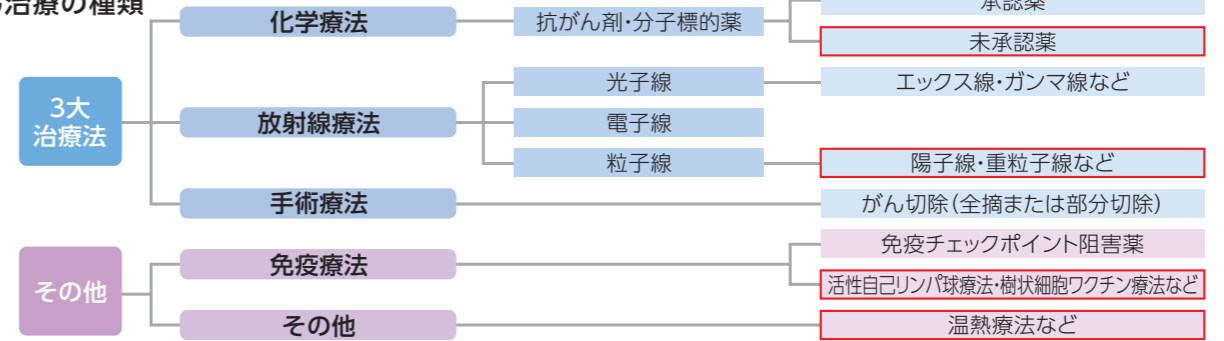 治療の種類
化学療法
抗がん剤・分子標的薬
承認薬
未承認薬
3大
治療法
放射線療法
光子線
エックス線・ガンマ線など
電子線
粒子線
陽子線・重粒子線など
手術療法
がん切除(全摘または部分切除)
その他
免疫療法
免疫チェックポイント阻害薬
活性自己リンパ球療法・樹状細胞ワクチン療法など
その他
温熱療法など